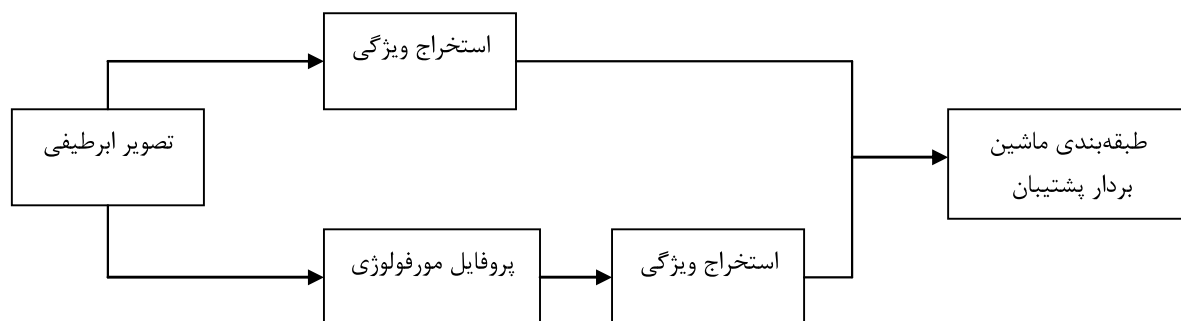 استخراج ویژگی
تصویر ابرطیفی
طبقه‌بندی ماشین
بردار پشتیبان
پروفایل مورفولوژی
استخراج ویژگی